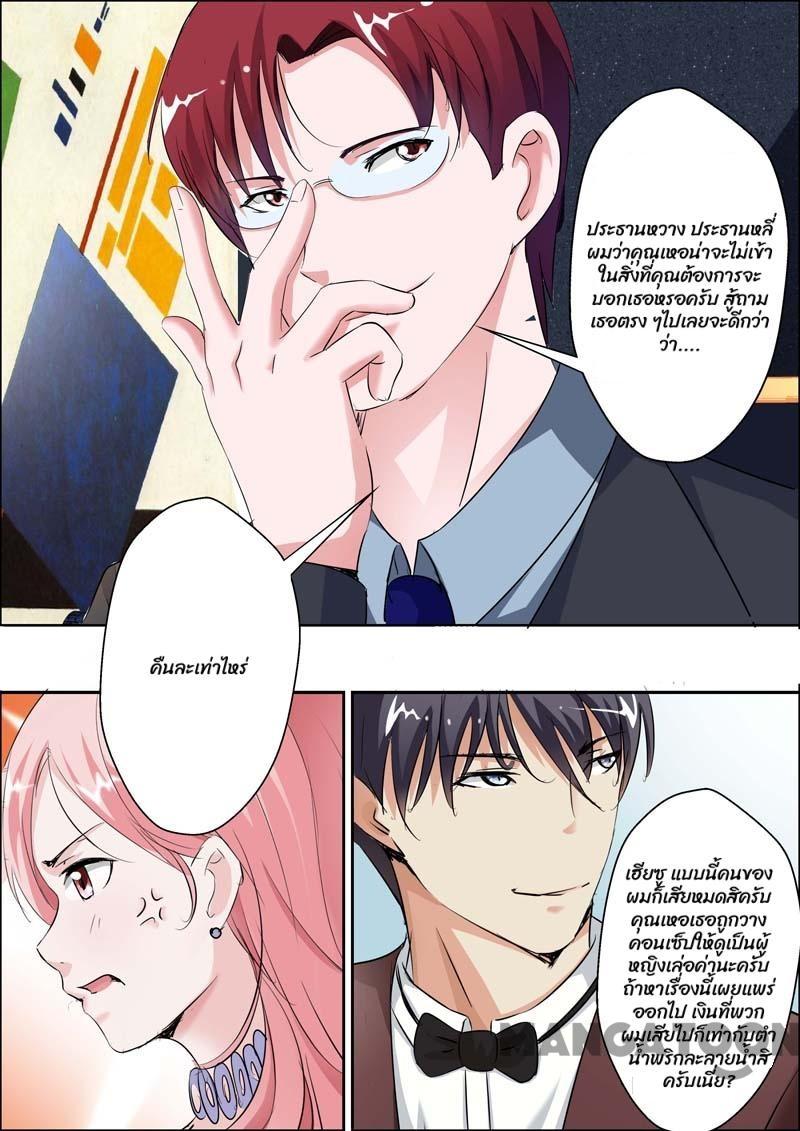 ประธานหวาง ประธานหลี่
ผมว่าคุณเหอน่าจะไม่เข้า
ในสิ่งที่คุณต้องการจะ
บอกเธอหรอครับ สู้ถาม
เธอตรง ๆไปเลยจะดีกว่า
ว่า....
คืนละเท่าไหร่
เฮียซู แบบนี้คนของ
ผมก็เสียหมดสิครับ
คุณเหอเธอถูกวาง
คอนเซ็ปให้ดูเป็นผู้
หญิงเล่อค่านะครับ
ถ้าหาเรื่องนี้เผยแพร่
ออกไป เงินที่พวก
ผมเสียไปก็เท่ากับตำ
น้ำพริกละลายน้ำสิ
ครับเนี่ย?
MANGATOON